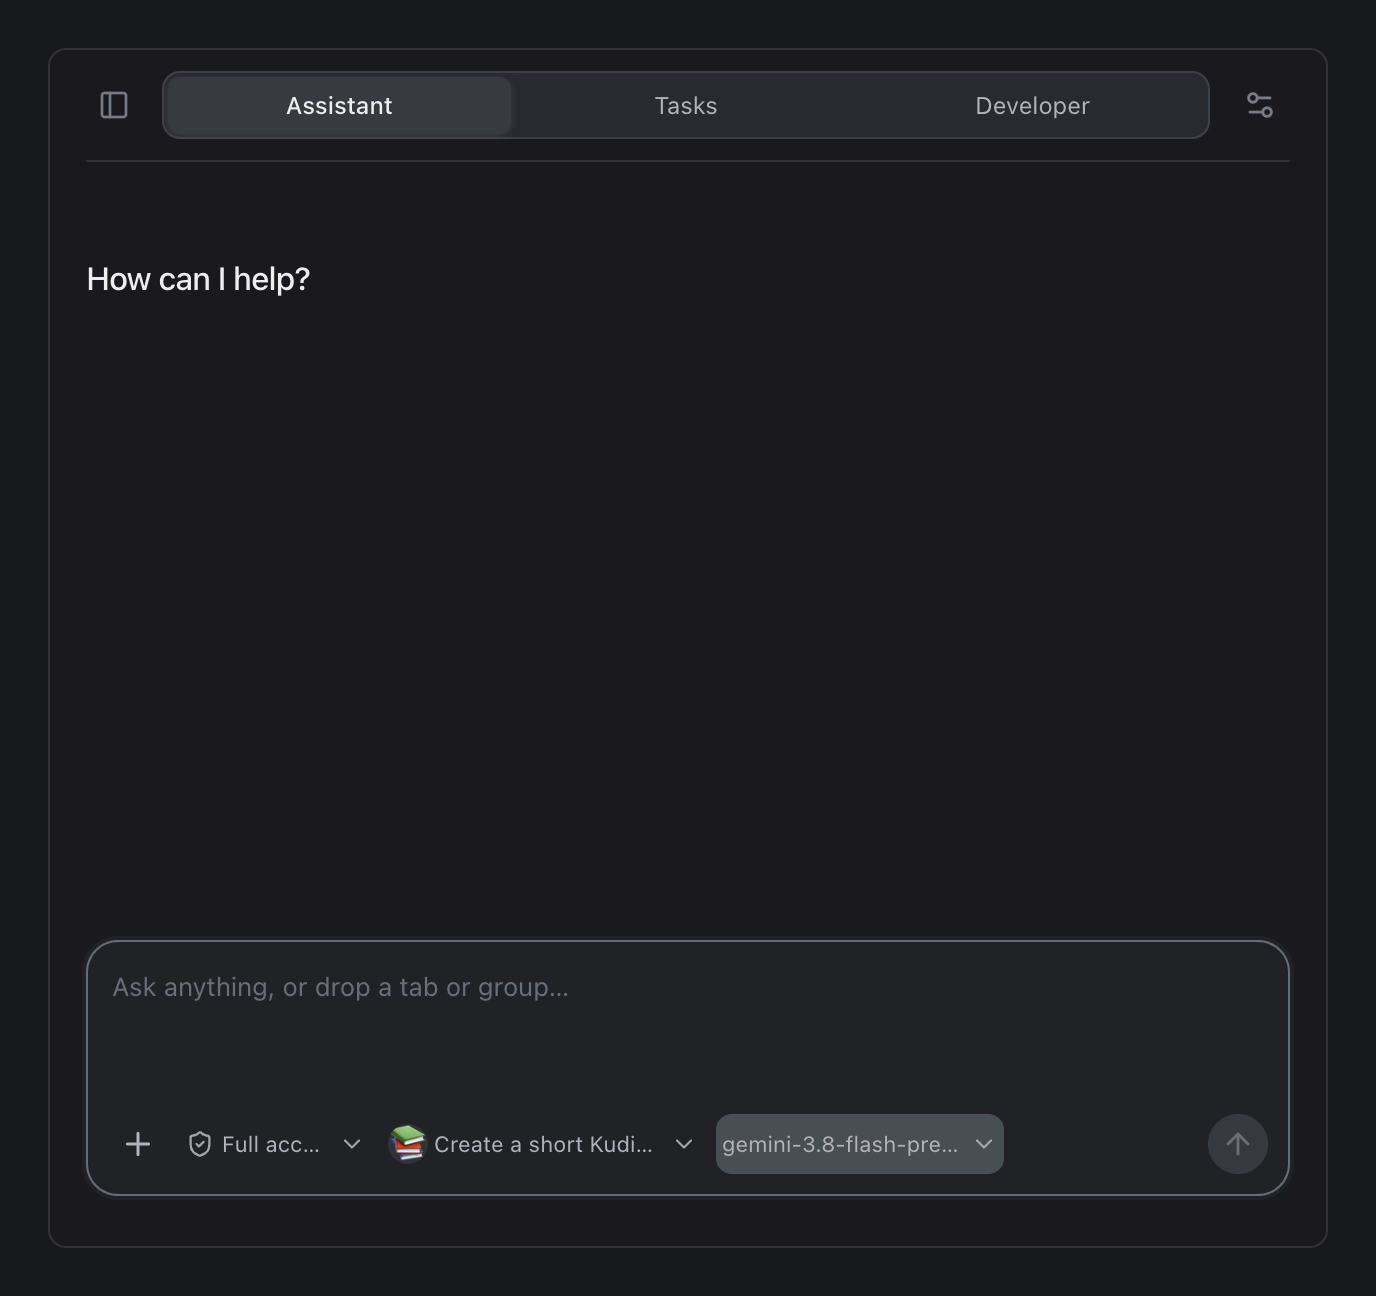 Assistant Tasks Developer
How can I help?
Ask anything, or drop a tab or group...
Full acc... Create a short Kudi... gemini-3.8-flash-pre...